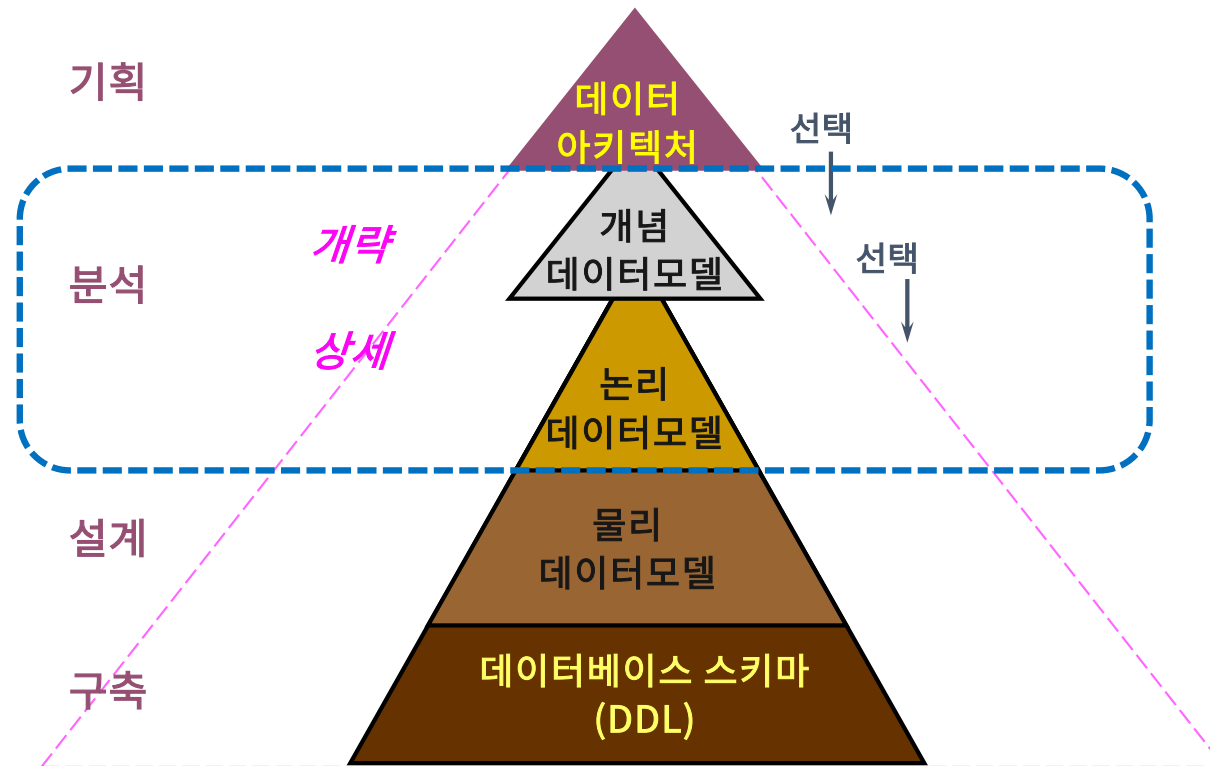 기획
데이터
아키텍처
선택
개략
개념
데이터모델
선택
분석
상세
논리
데이터모델
설계
물리
데이터모델
구축
데이터베이스 스키마
(DDL)